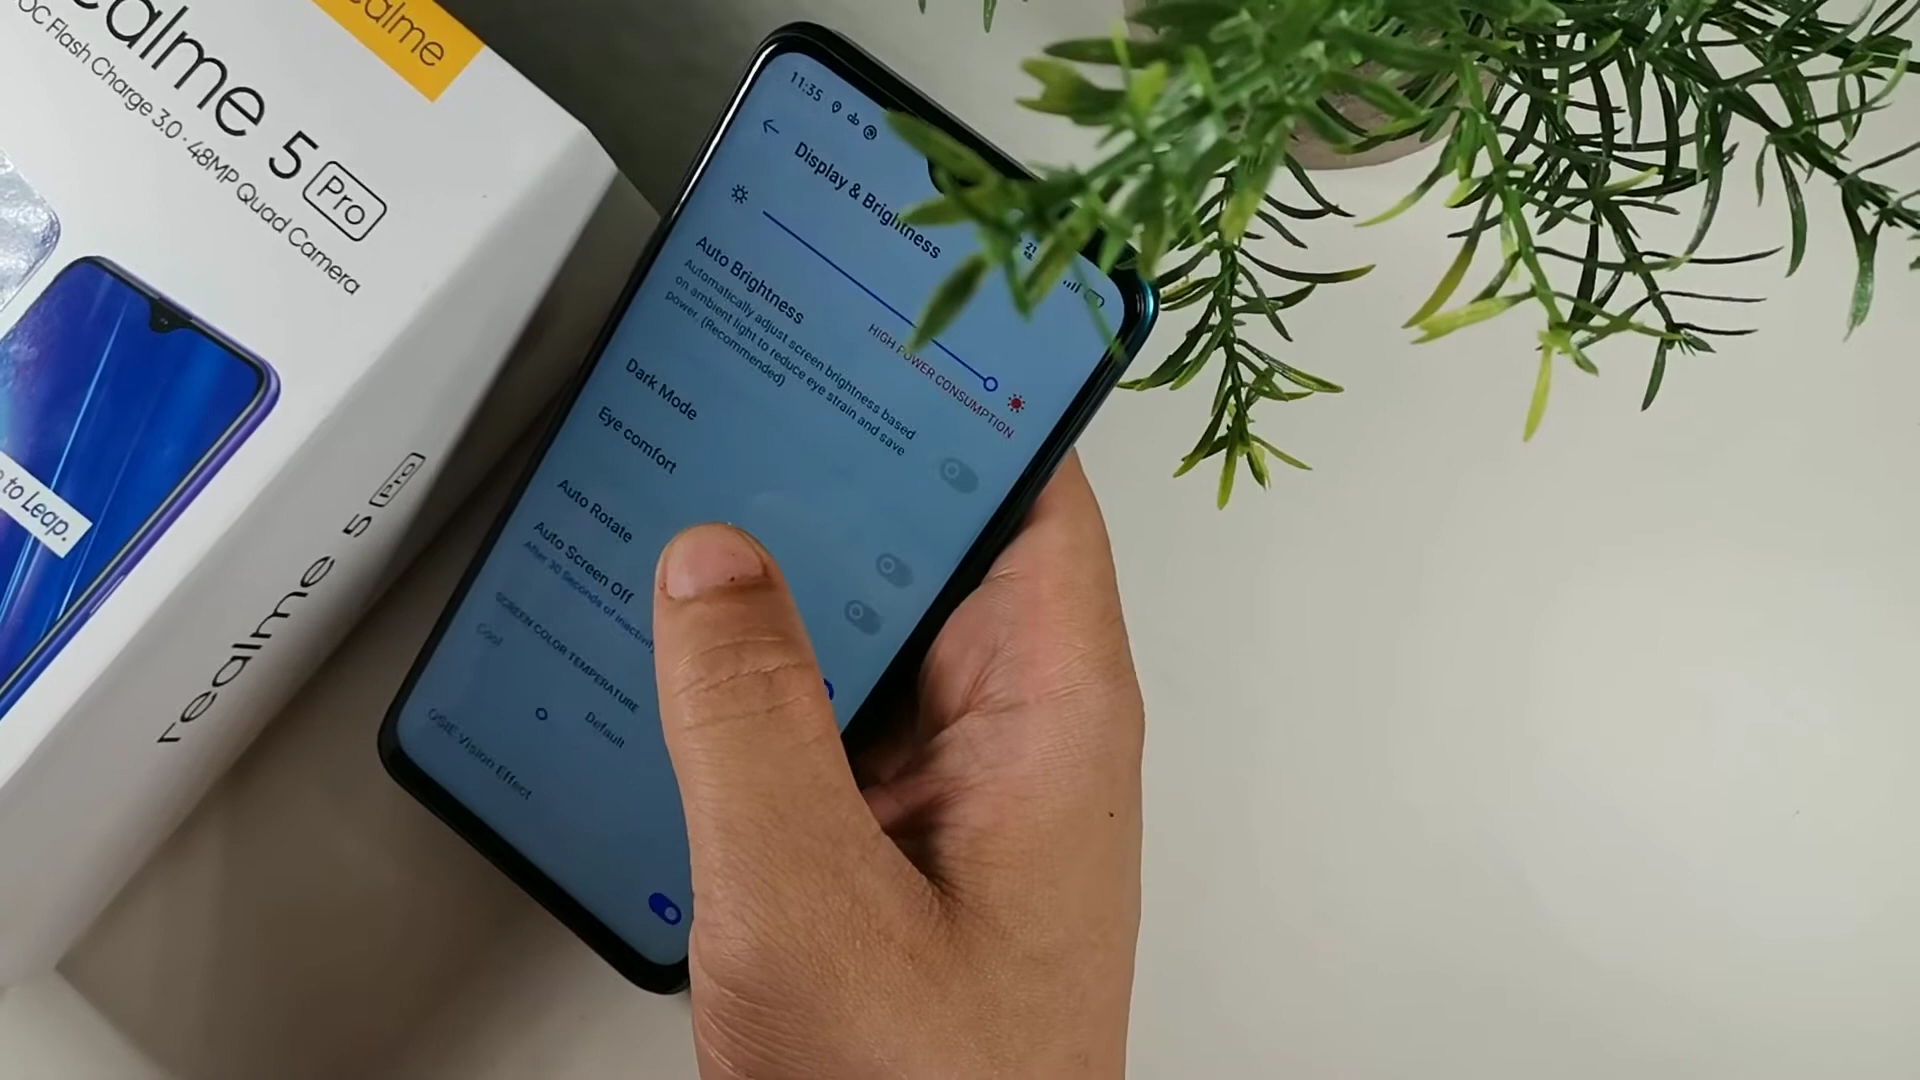 realme
realme 5 Pro
OC Flash Charge 3.0 · 48MP Quad Camera
to Leap.
realme 5 Pro
11:35
Display & Brightness
HIGH POWER CONSUMPTION
Auto Brightness
Automatically adjust screen brightness based
on ambient light to reduce eye strain and save
power. (Recommended)
Dark Mode
Eye comfort
Auto Rotate
Auto Screen Off
After 30 Seconds of Inactivity
SCREEN COLOR TEMPERATURE
Cool
Default
OSIE Vision Effect